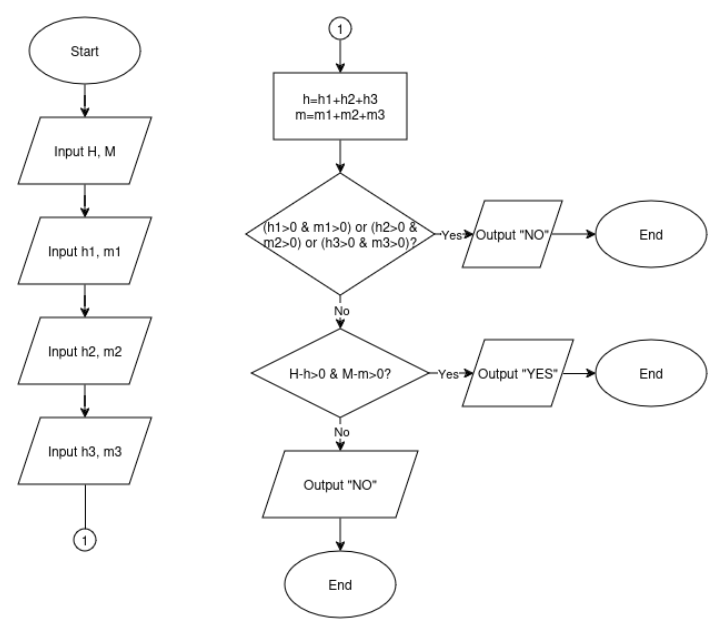 Start
Input H, M
Input h1, m1
Input h2, m2
Input h3, m3
1
1
h=h1+h2+h3
m=m1+m2+m3
(h1>0 & m1>0) or (h2>0 &
m2>0) or (h3>0 & m3>0)?
Yes
Output "NO"
End
No
H-h>0 & M-m>0?
Yes
Output "YES"
End
No
Output "NO"
End